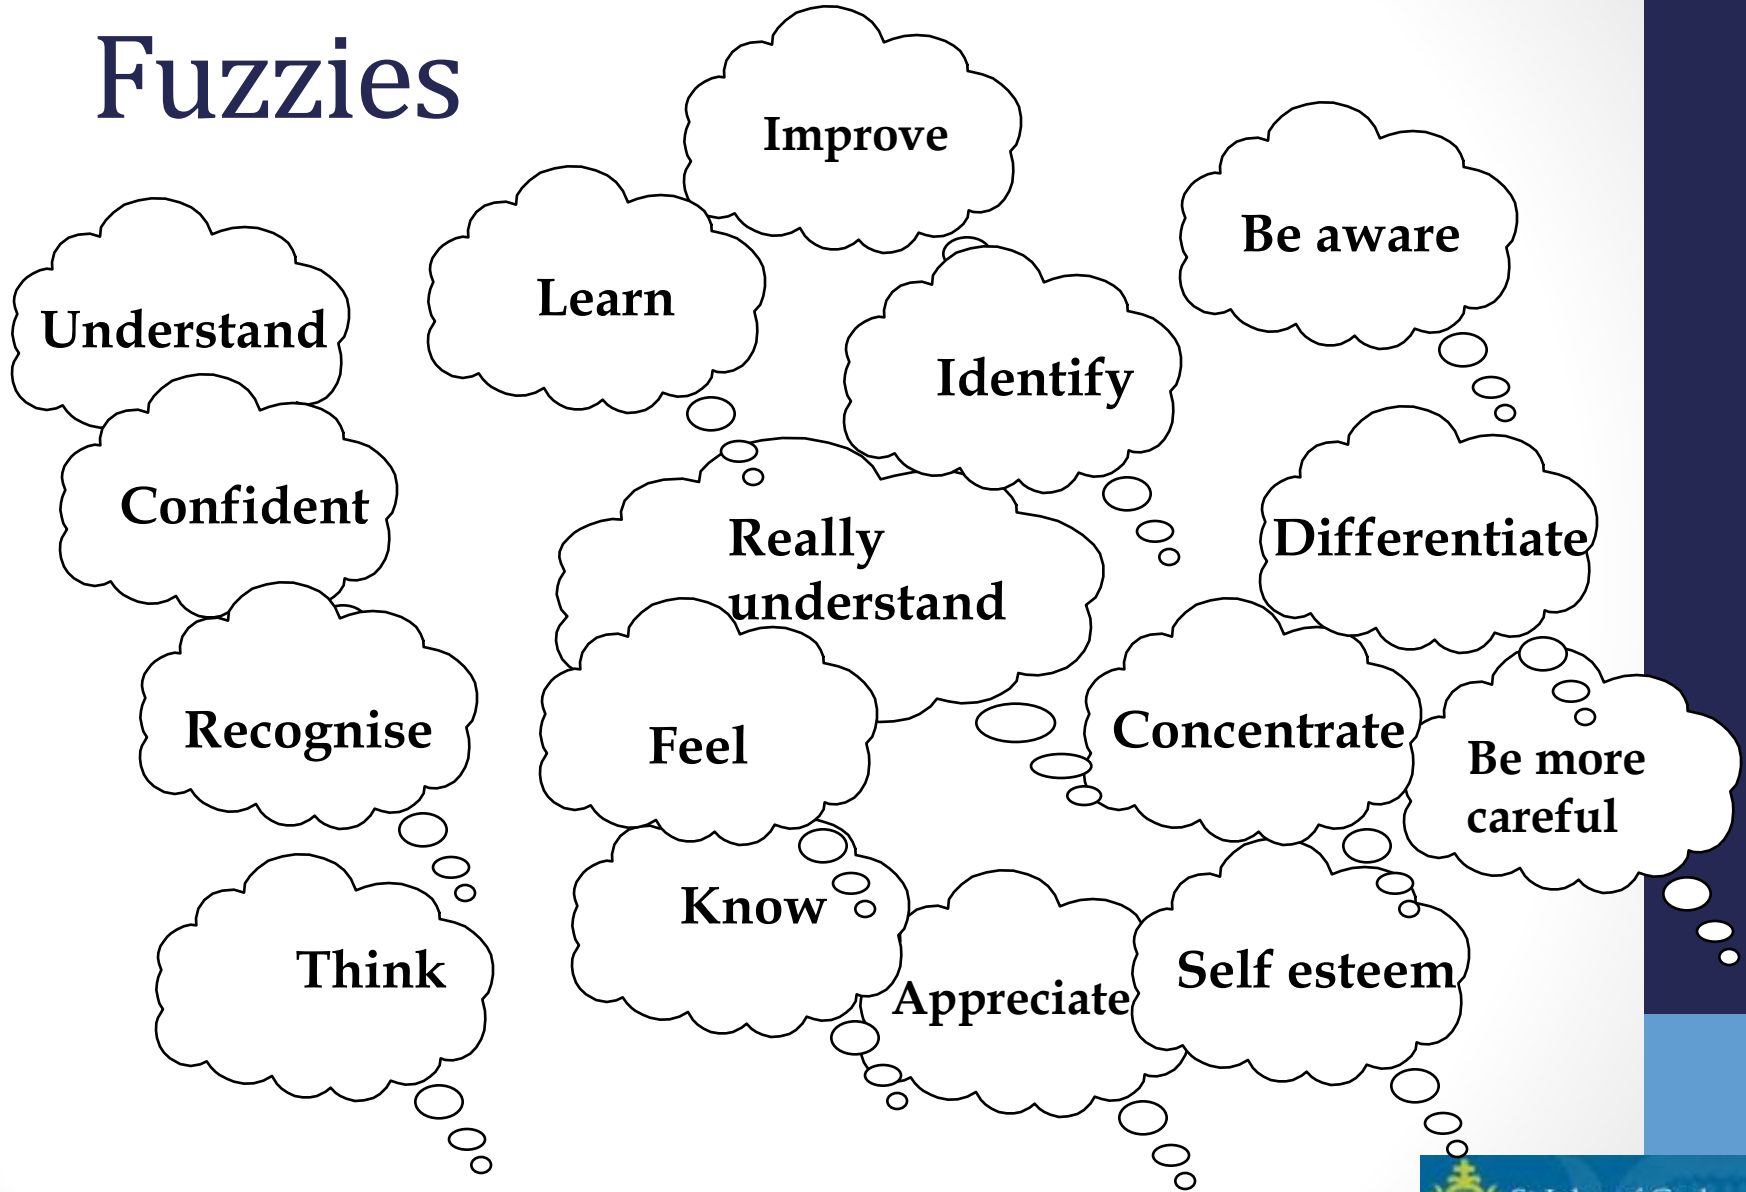 Fuzzies
Improve
Be aware
Learn
Understand
Identify
Confident
Really
understand
Differentiate
Recognise
Feel
Concentrate
Be more
careful
Know
Think
Appreciate
Self esteem